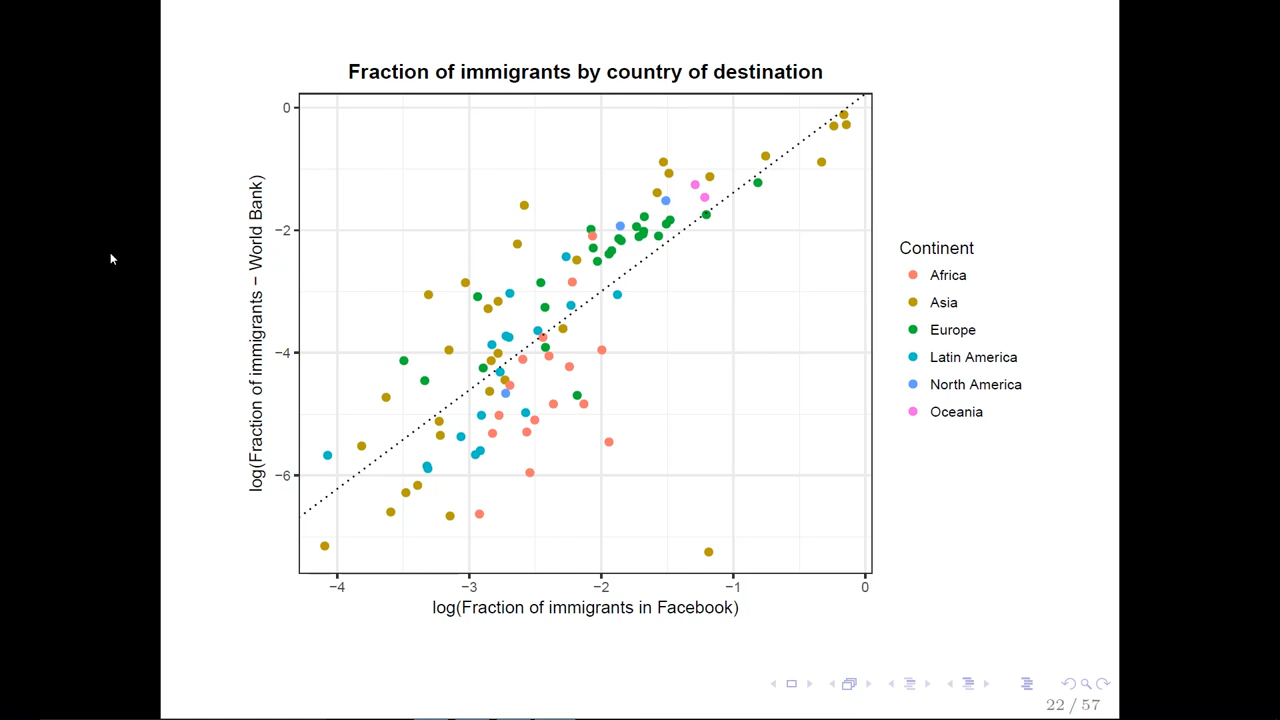 Fraction of immigrants by country of destination
0
−2
−4
−6
log(Fraction of immigrants − World Bank)
−4 −3 −2 −1 0
log(Fraction of immigrants in Facebook)
Continent
Africa
Asia
Europe
Latin America
North America
Oceania
22 / 57